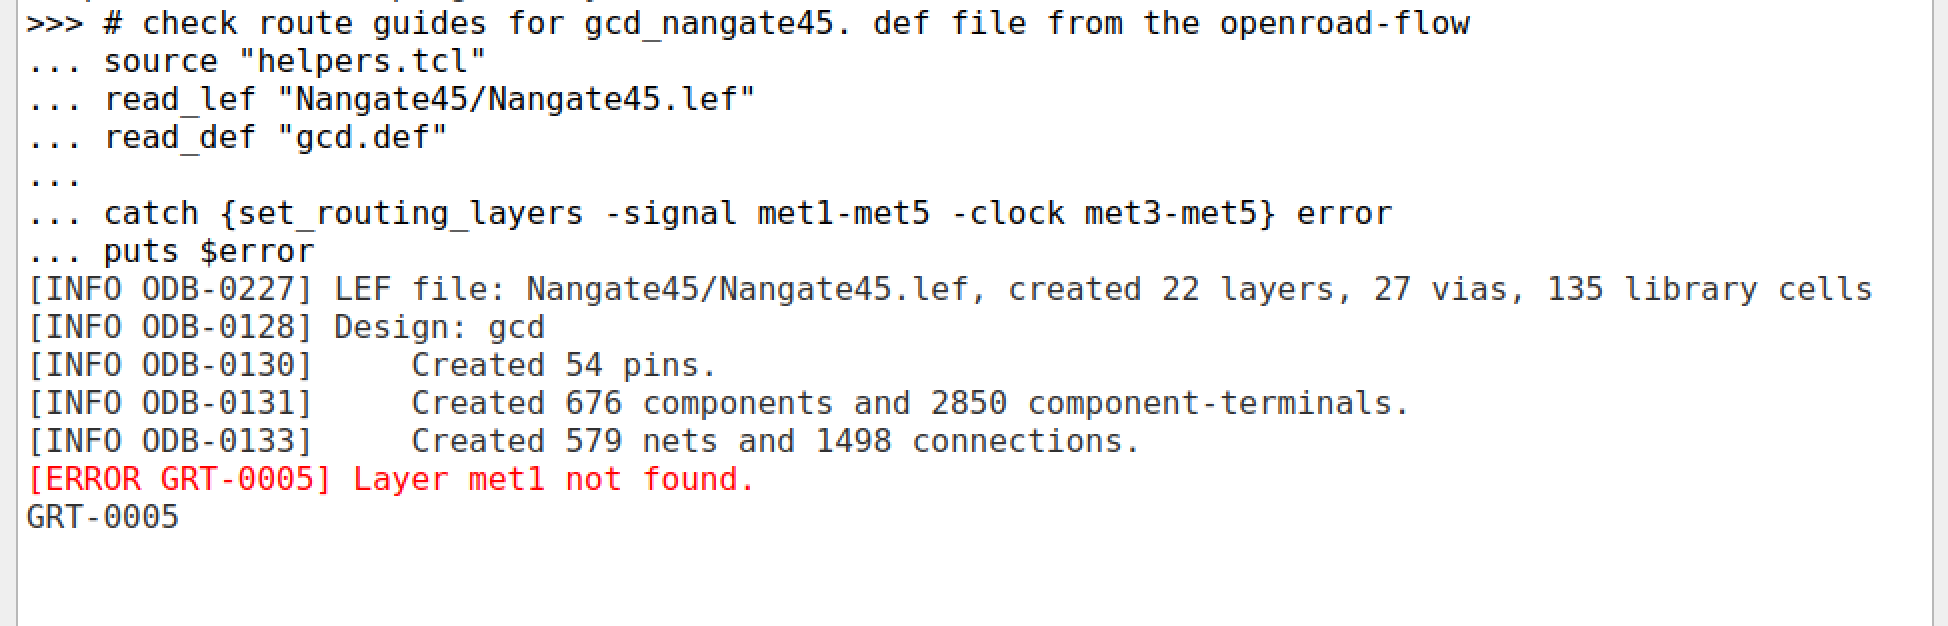 >>> # check route guides for gcd_nangate45. def file from the openroad-flow
... source "helpers.tcl"
... read_lef "Nangate45/Nangate45.lef"
... read_def "gcd.def"
...
... catch {set_routing_layers -signal met1-met5 -clock met3-met5} error
... puts $error
[INFO ODB-0227] LEF file: Nangate45/Nangate45.lef, created 22 layers, 27 vias, 135 library cells
[INFO ODB-0128] Design: gcd
[INFO ODB-0130]     Created 54 pins.
[INFO ODB-0131]     Created 676 components and 2850 component-terminals.
[INFO ODB-0133]     Created 579 nets and 1498 connections.
[ERROR GRT-0005] Layer met1 not found.
GRT-0005